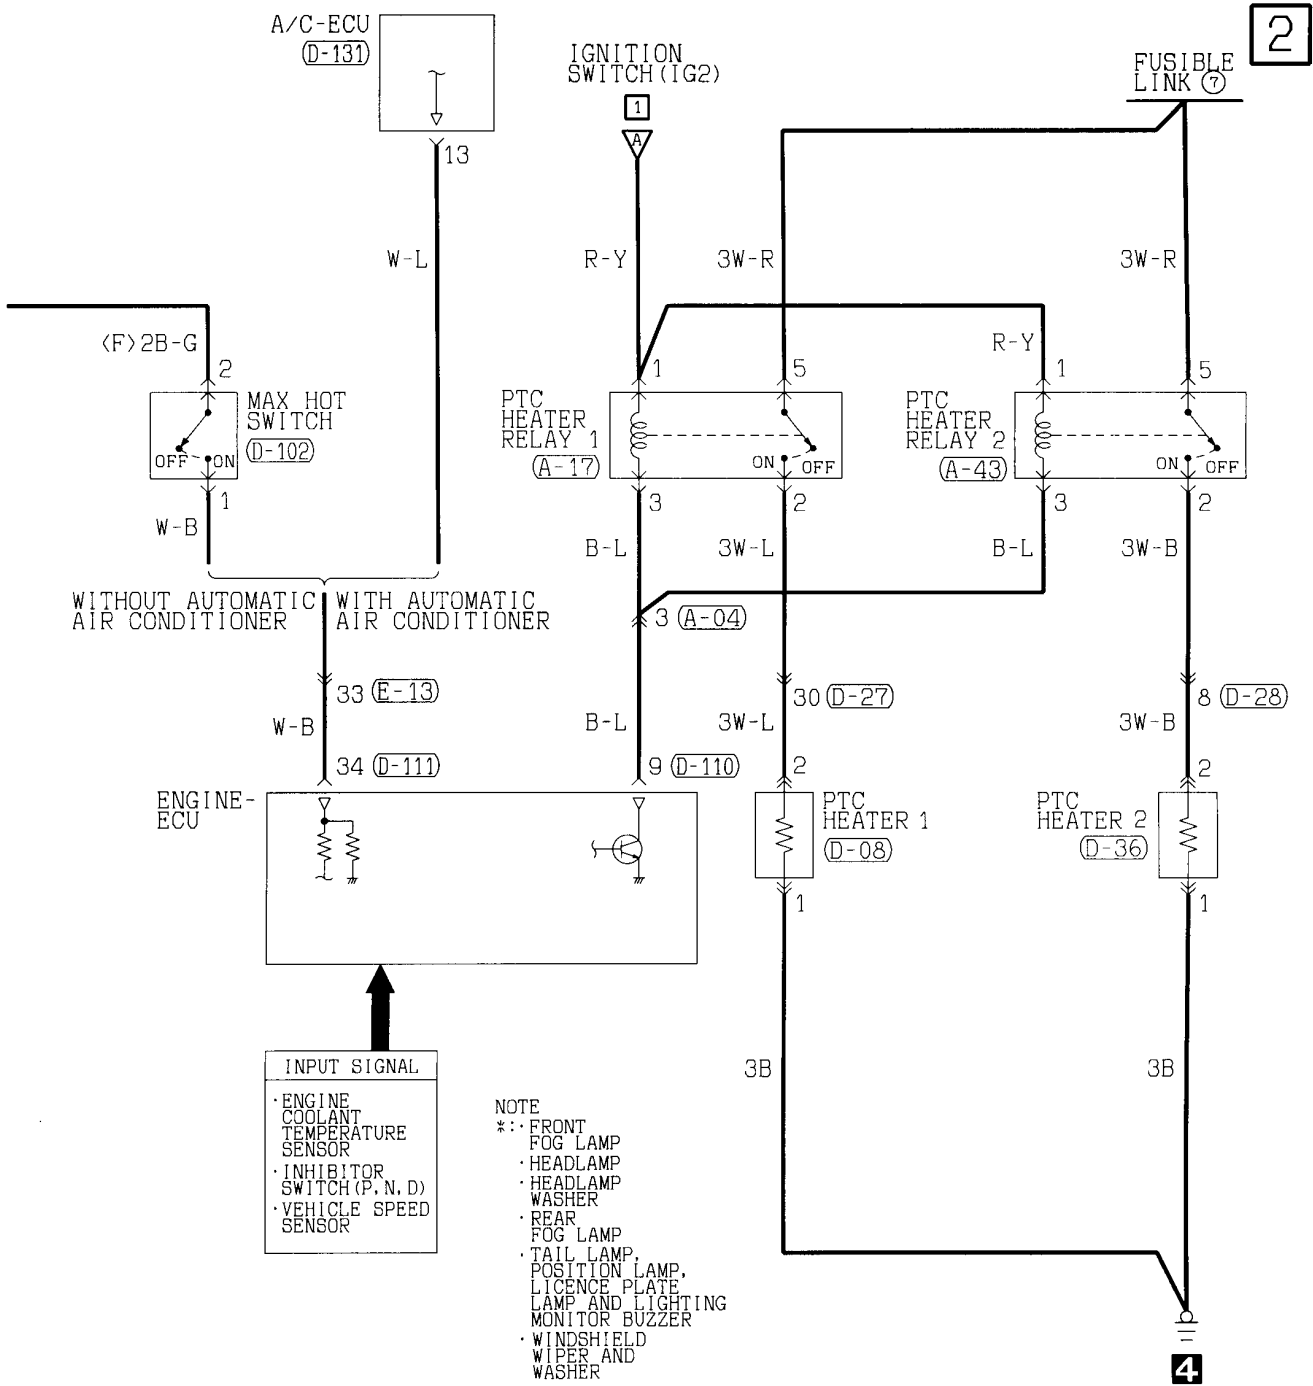 2
A/C-ECU
(D-131)
IGNITION
SWITCH(IG2)
1
A
FUSIBLE
LINK ⑦
13
W-L
R-Y
3W-R
3W-R
<F>2B-G
R-Y
2
1
5
1
5
MAX HOT
SWITCH
(D-102)
OFF
ON
PTC
HEATER
RELAY 1
(A-17)
ON
OFF
PTC
HEATER
RELAY 2
(A-43)
ON
OFF
1
3
2
3
2
W-B
B-L
3W-L
B-L
3W-B
WITHOUT AUTOMATIC
AIR CONDITIONER
WITH AUTOMATIC
AIR CONDITIONER
3 (A-04)
33 (E-13)
30 (D-27)
8 (D-28)
W-B
B-L
3W-L
3W-B
34 (D-111)
9 (D-110)
2
2
ENGINE-
ECU
PTC
HEATER 1
(D-08)
PTC
HEATER 2
(D-36)
1
1
3B
3B
INPUT SIGNAL
·ENGINE
COOLANT
TEMPERATURE
SENSOR
·INHIBITOR
SWITCH(P,N,D)
·VEHICLE SPEED
SENSOR
NOTE
*:·FRONT
FOG LAMP
·HEADLAMP
·HEADLAMP
WASHER
·REAR
FOG LAMP
·TAIL LAMP,
POSITION LAMP,
LICENCE PLATE
LAMP AND LIGHTING
MONITOR BUZZER
·WINDSHIELD
WIPER AND
WASHER
4